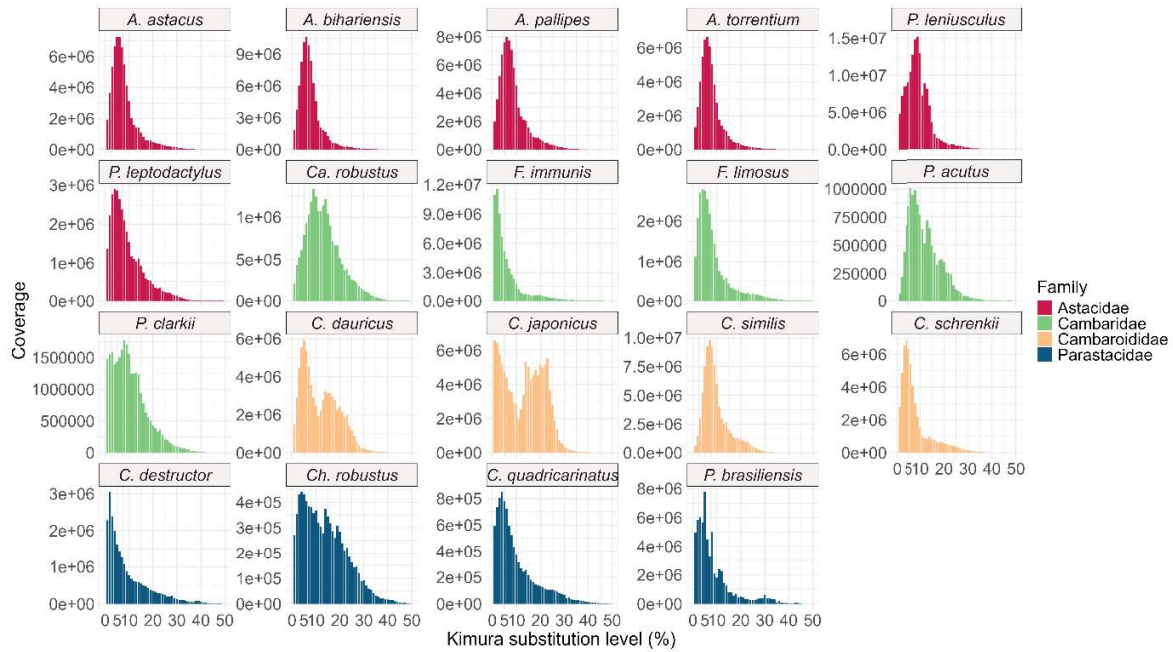 A. astacus A. bihariensis A. pallipes A. torrentium P. leniusculus
6e+06 4e+06 2e+06 0e+00
9e+06 6e+06 3e+06 0e+00
8e+06 6e+06 4e+06 2e+06 0e+00
6e+06 4e+06 2e+06 0e+00
1.5e+07 1.0e+07 5.0e+06 0.0e+00
P. leptodactylus Ca. robustus F. immunis F. limosus P. acutus
3e+06 2e+06 1e+06 0e+00
1e+06 5e+05 0e+00
1.2e+07 9.0e+06 6.0e+06 3.0e+06 0.0e+00
2e+06 1e+06 0e+00
1000000 750000 500000 250000 0
P. clarkii C. dauricus C. japonicus C. similis C. schrenkii
1500000 1000000 500000 0
6e+06 4e+06 2e+06 0e+00
6e+06 4e+06 2e+06 0e+00
1.0e+07 7.5e+06 5.0e+06 2.5e+06 0.0e+00
6e+06 4e+06 2e+06 0e+00
0 5 10 20 30 40 50
C. destructor Ch. robustus C. quadricarinatus P. brasiliensis
3e+06 2e+06 1e+06 0e+00
4e+05 3e+05 2e+05 1e+05 0e+00
8e+05 6e+05 4e+05 2e+05 0e+00
8e+06 6e+06 4e+06 2e+06 0e+00
0 5 10 20 30 40 50 0 5 10 20 30 40 50 0 5 10 20 30 40 50 0 5 10 20 30 40 50
Kimura substitution level (%)
Coverage
Family
Astacidae
Cambaridae
Cambaroididae
Parastacidae